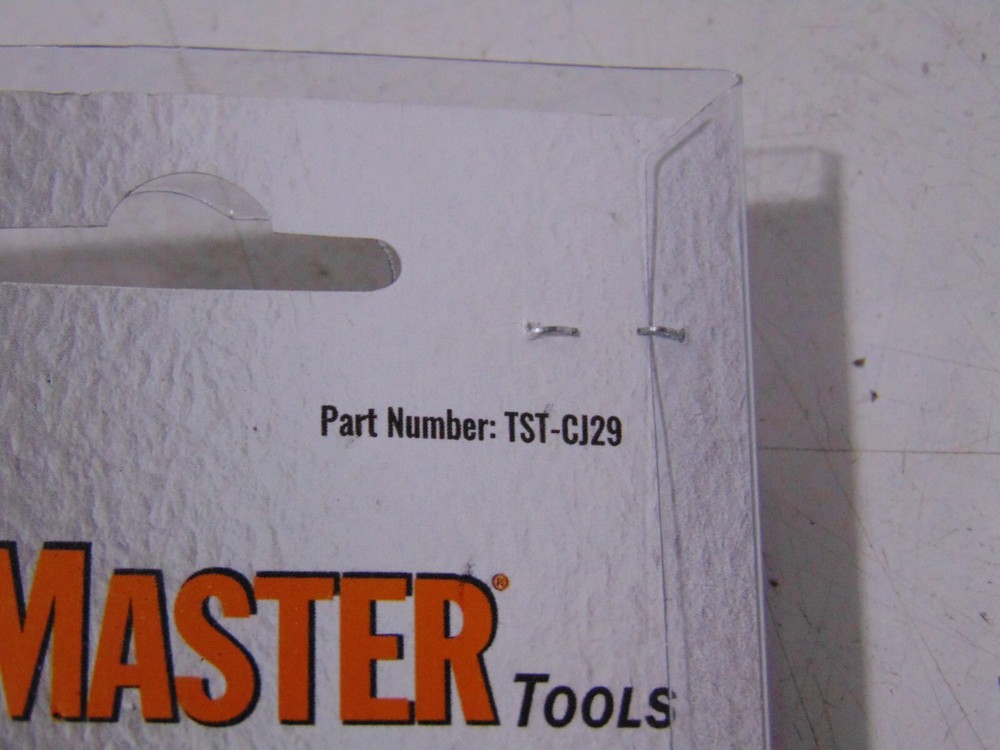 Part Number: TST-CJ29
MASTER®
TOOLS